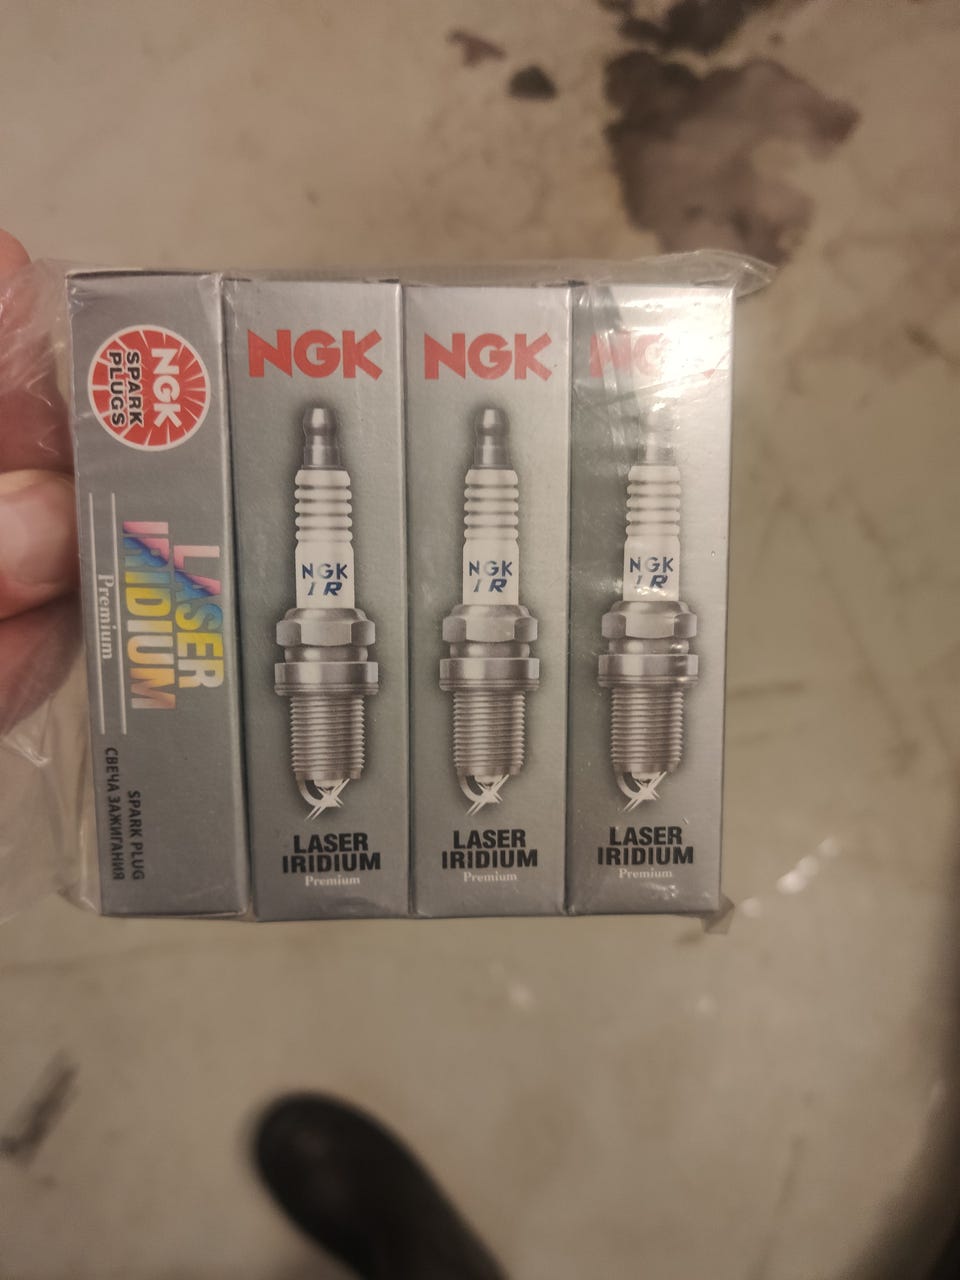 NGK
SPARK
PLUGS
LASER
IRIDIUM
Premium
SPARK PLUG
СВЕЧА ЗАЖИГАНИЯ
NGK
NGK
IR
LASER
IRIDIUM
Premium
NGK
NGK
IR
LASER
IRIDIUM
Premium
NGK
NGK
IR
LASER
IRIDIUM
Premium